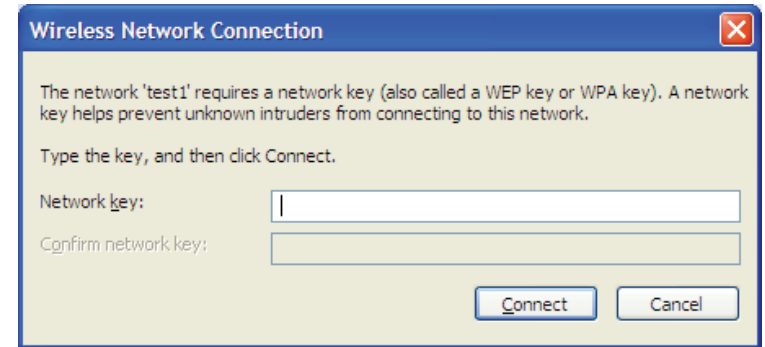 Wireless Network Connection
The network 'test1' requires a network key (also called a WEP key or WPA key). A network
key helps prevent unknown intruders from connecting to this network.
Type the key, and then click Connect.
Network key:
Confirm network key:
Connect Cancel